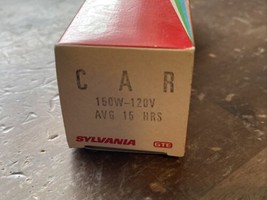 C A R
150W-120V
AVG 15 HRS
SYLVANIA GTE